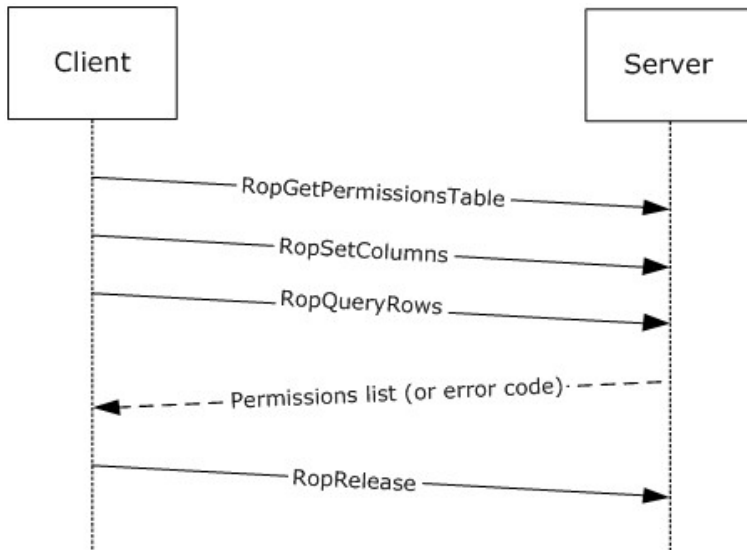 Client
Server
RopGetPermissionsTable
RopSetColumns
RopQueryRows
Permissions list (or error code)
RopRelease